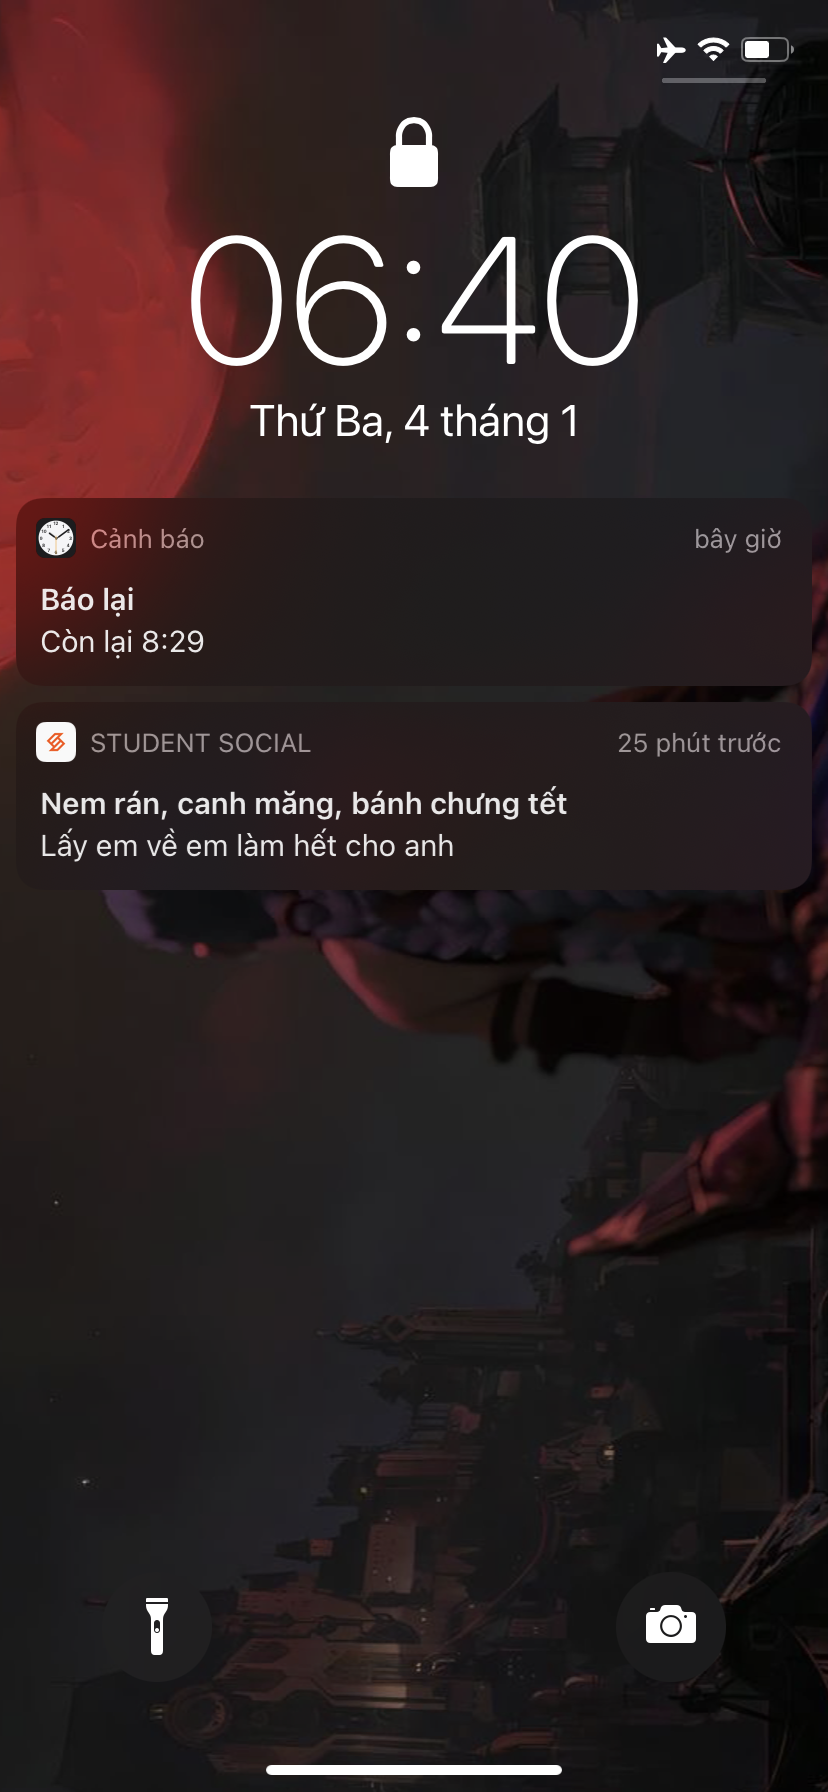 06:40
Thứ Ba, 4 tháng 1
Cảnh báo
bây giờ
Báo lại
Còn lại 8:29
STUDENT SOCIAL
25 phút trước
Nem rán, canh măng, bánh chưng tết
Lấy em về em làm hết cho anh